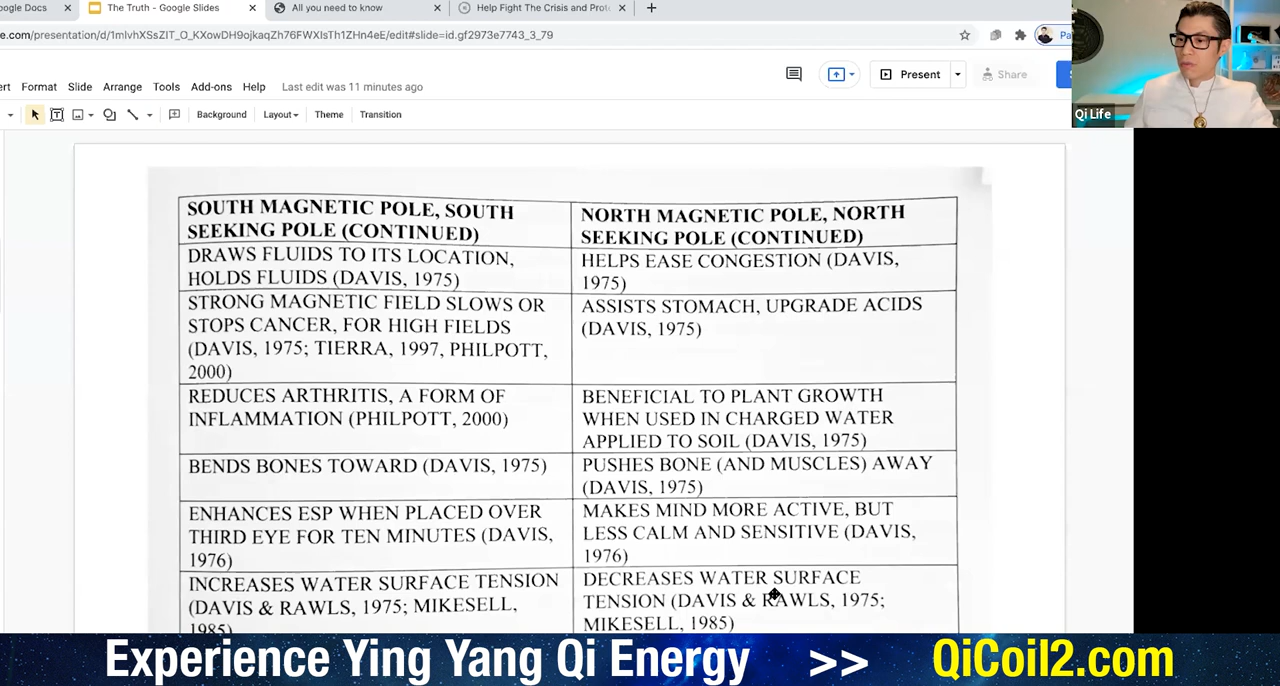 ogle Docs
The Truth - Google Slides
All you need to know
Help Fight The Crisis and Prote
e.com/presentation/d/1mlvhXSsZIT_O_KXowDH9ojkaqZh76FWXlsTh1ZHn4eE/edit#slide=id.gf2973e7743_3_79
Pa
ert Format Slide Arrange Tools Add-ons Help Last edit was 11 minutes ago
Present
Share
Background Layout Theme Transition
Qi Life
SOUTH MAGNETIC POLE, SOUTH
SEEKING POLE (CONTINUED)
NORTH MAGNETIC POLE, NORTH
SEEKING POLE (CONTINUED)
DRAWS FLUIDS TO ITS LOCATION,
HOLDS FLUIDS (DAVIS, 1975)
HELPS EASE CONGESTION (DAVIS,
1975)
STRONG MAGNETIC FIELD SLOWS OR
STOPS CANCER, FOR HIGH FIELDS
(DAVIS, 1975; TIERRA, 1997, PHILPOTT,
2000)
ASSISTS STOMACH, UPGRADE ACIDS
(DAVIS, 1975)
REDUCES ARTHRITIS, A FORM OF
INFLAMMATION (PHILPOTT, 2000)
BENEFICIAL TO PLANT GROWTH
WHEN USED IN CHARGED WATER
APPLIED TO SOIL (DAVIS, 1975)
BENDS BONES TOWARD (DAVIS, 1975)
PUSHES BONE (AND MUSCLES) AWAY
(DAVIS, 1975)
ENHANCES ESP WHEN PLACED OVER
THIRD EYE FOR TEN MINUTES (DAVIS,
1976)
MAKES MIND MORE ACTIVE, BUT
LESS CALM AND SENSITIVE (DAVIS,
1976)
INCREASES WATER SURFACE TENSION
(DAVIS & RAWLS, 1975; MIKESELL,
1985)
DECREASES WATER SURFACE
TENSION (DAVIS & RAWLS, 1975;
MIKESELL, 1985)
Experience Ying Yang Qi Energy >> QiCoil2.com